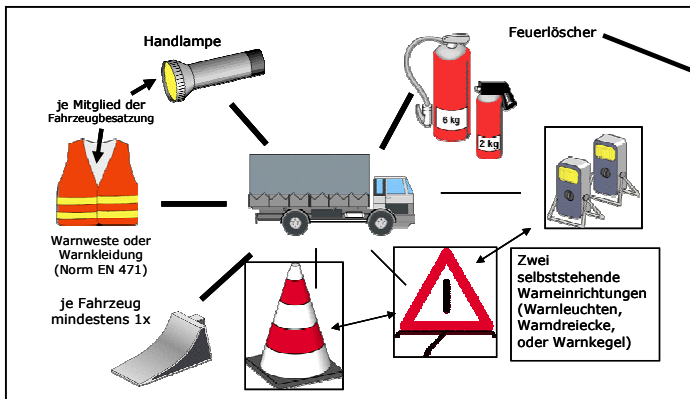 Handlampe
Feuerlöscher
je Mitglied der
Fahrzeugbesatzung
6 kg
2 kg
Warnweste oder
Warnkleidung
(Norm EN 471)
je Fahrzeug
mindestens 1x
Zwei
selbststehende
Warneinrichtungen
(Warnleuchten,
Warndreiecke,
oder Warnkegel)